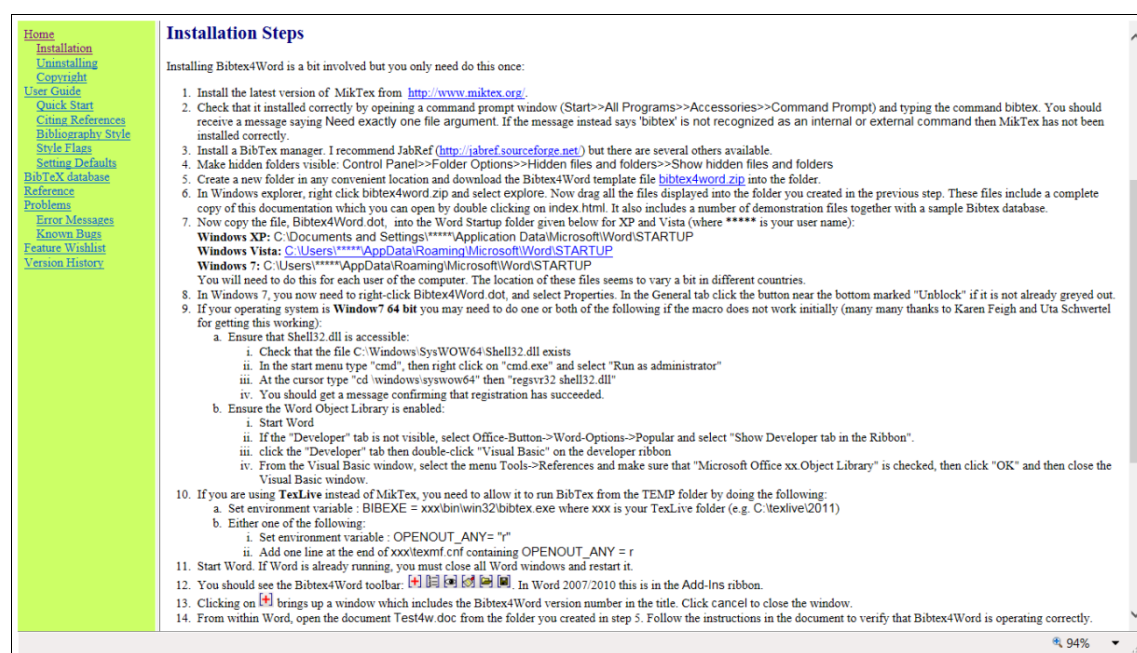 Home
Installation
Uninstalling
Copyright
User Guide
Quick Start
Citing References
Bibliography Style
Style Flags
Setting Defaults
BibTeX database
Reference
Problems
Error Messages
Known Bugs
Feature Wishlist
Version History
Installation Steps
Installing Bibtex4Word is a bit involved but you only need do this once:
1. Install the latest version of MikTex from http://www.miktex.org/.
2. Check that it installed correctly by opeining a command prompt window (Start>>All Programs>>Accessories>>Command Prompt) and typing the command bibtex. You should
receive a message saying Need exactly one file argument. If the message instead says 'bibtex' is not recognized as an internal or external command then MikTex has not been
installed correctly.
3. Install a BibTex manager. I recommend JabRef (http://jabref.sourceforge.net/) but there are several others available.
4. Make hidden folders visible: Control Panel>>Folder Options>>Hidden files and folders>>Show hidden files and folders
5. Create a new folder in any convenient location and download the Bibtex4Word template file bibtex4word.zip into the folder.
6. In Windows explorer, right click bibtex4word.zip and select explore. Now drag all the files displayed into the folder you created in the previous step. These files include a complete
copy of this documentation which you can open by double clicking on index.html. It also includes a number of demonstration files together with a sample Bibtex database.
7. Now copy the file, Bibtex4Word.dot, into the Word Startup folder given below for XP and Vista (where ***** is your user name):
Windows XP: C:\Documents and Settings\*****\Application Data\Microsoft\Word\STARTUP
Windows Vista: C:\Users\*****\AppData\Roaming\Microsoft\Word\STARTUP
Windows 7: C:\Users\*****\AppData\Roaming\Microsoft\Word\STARTUP
You will need to do this for each user of the computer. The location of these files seems to vary a bit in different countries.
8. In Windows 7, you now need to right-click Bibtex4Word.dot, and select Properties. In the General tab click the button near the bottom marked "Unblock" if it is not already greyed out.
9. If your operating system is Window7 64 bit you may need to do one or both of the following if the macro does not work initially (many many thanks to Karen Feigh and Uta Schwertel
for getting this working):
a. Ensure that Shell32.dll is accessible:
i. Check that the file C:\Windows\SysWOW64\Shell32.dll exists
ii. In the start menu type "cmd", then right click on "cmd.exe" and select "Run as administrator"
iii. At the cursor type "cd \windows\syswow64" then "regsvr32 shell32.dll"
iv. You should get a message confirming that registration has succeeded.
b. Ensure the Word Object Library is enabled:
i. Start Word
ii. If the "Developer" tab is not visible, select Office-Button->Word-Options->Popular and select "Show Developer tab in the Ribbon".
iii. click the "Developer" tab then double-click "Visual Basic" on the developer ribbon
iv. From the Visual Basic window, select the menu Tools->References and make sure that "Microsoft Office xx.Object Library" is checked, then click "OK" and then close the
Visual Basic window.
10. If you are using TexLive instead of MikTex, you need to allow it to run BibTex from the TEMP folder by doing the following:
a. Set environment variable : BIBEXE = xxx\bin\win32\bibtex.exe where xxx is your TexLive folder (e.g. C:\texlive\2011)
b. Either one of the following:
i. Set environment variable : OPENOUT_ANY= "r"
ii. Add one line at the end of xxx\texmf.cnf containing OPENOUT_ANY = r
11. Start Word. If Word is already running, you must close all Word windows and restart it.
12. You should see the Bibtex4Word toolbar: . In Word 2007/2010 this is in the Add-Ins ribbon.
13. Clicking on brings up a window which includes the Bibtex4Word version number in the title. Click cancel to close the window.
14. From within Word, open the document Test4w.doc from the folder you created in step 5. Follow the instructions in the document to verify that Bibtex4Word is operating correctly.
94%